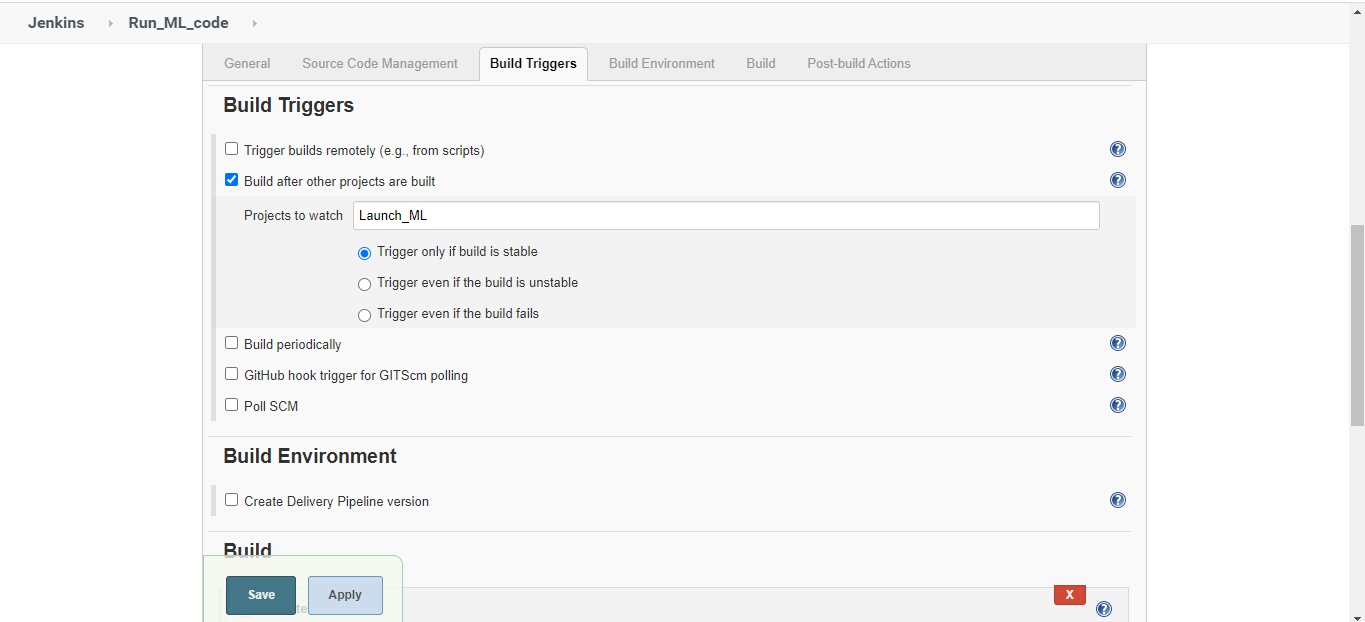 Jenkins Run_ML_code
General Source Code Management Build Triggers Build Environment Build Post-build Actions
Build Triggers
Trigger builds remotely (e.g., from scripts)
Build after other projects are built
Projects to watch Launch_ML
Trigger only if build is stable
Trigger even if the build is unstable
Trigger even if the build fails
Build periodically
GitHub hook trigger for GITScm polling
Poll SCM
Build Environment
Create Delivery Pipeline version
Build
Save Apply X